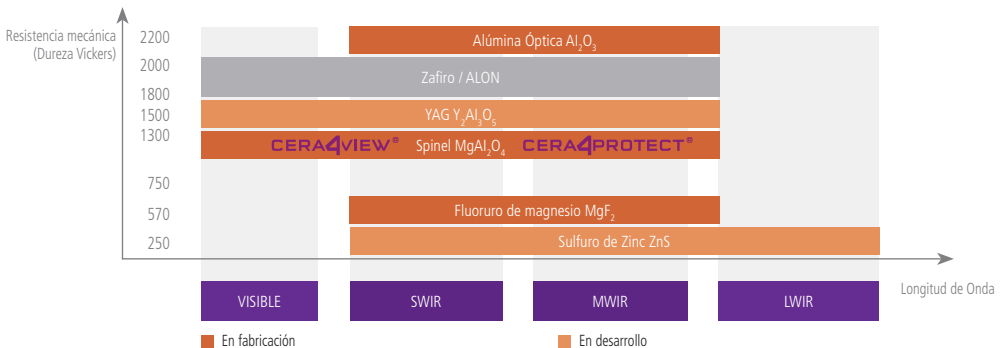 Resistencia mecánica
(Dureza Vickers)
2200
2000
1800
1500
1300
750
570
250
Alúmina Óptica Al₂O₃
Zafiro / ALON
YAG Y₂Al₃O₅
CERA4VIEW® Spinel MgAl₂O₄ CERA4PROTECT®
Fluoruro de magnesio MgF₂
Sulfuro de Zinc ZnS
Longitud de Onda
VISIBLE SWIR MWIR LWIR
En fabricación En desarrollo